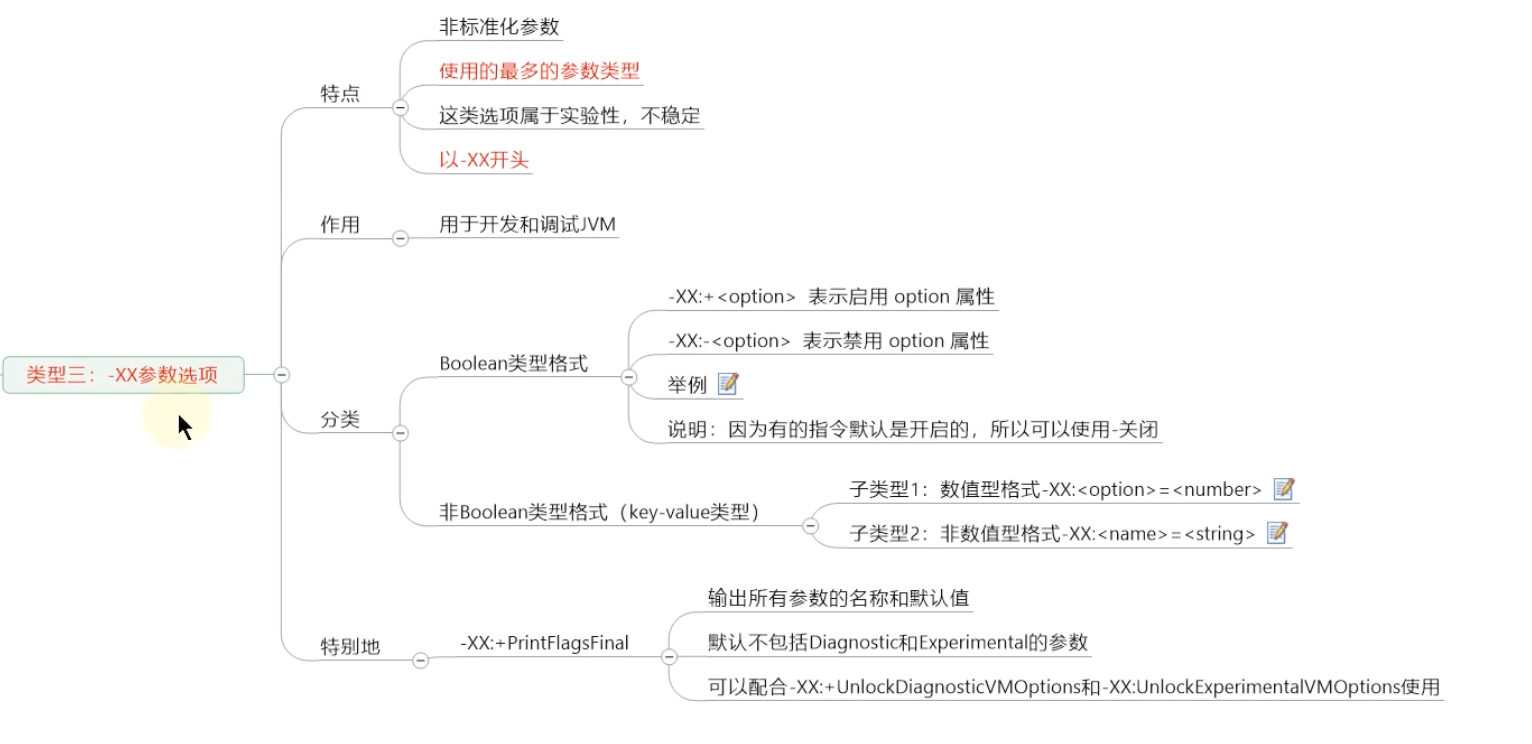 类型三：-XX参数选项
特点
非标准化参数
使用的最多的参数类型
这类选项属于实验性，不稳定
以-XX开头
作用
用于开发和调试JVM
分类
Boolean类型格式
-XX:+<option> 表示启用 option 属性
-XX:-<option> 表示禁用 option 属性
举例
说明：因为有的指令默认是开启的，所以可以使用-关闭
非Boolean类型格式（key-value类型）
子类型1：数值型格式-XX:<option>=<number>
子类型2：非数值型格式-XX:<name>=<string>
特别地
-XX:+PrintFlagsFinal
输出所有参数的名称和默认值
默认不包括Diagnostic和Experimental的参数
可以配合-XX:+UnlockDiagnosticVMOptions和-XX:UnlockExperimentalVMOptions使用